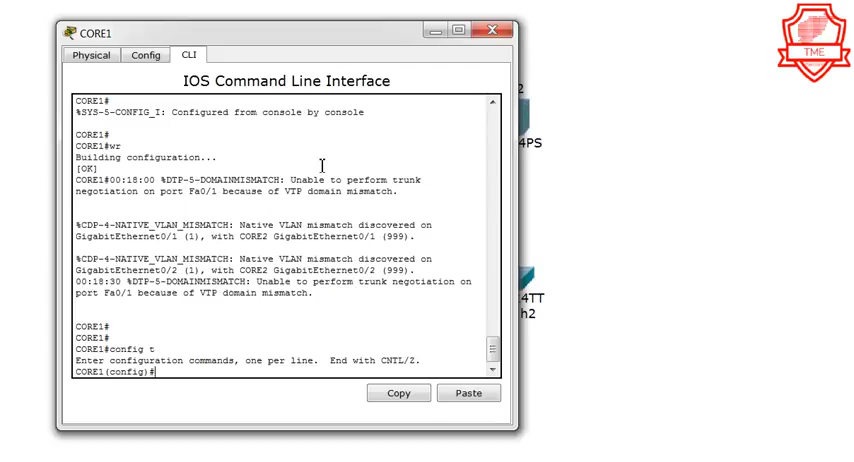 CORE1
Physical Config CLI
IOS Command Line Interface
CORE1#
%SYS-5-CONFIG_I: Configured from console by console
CORE1#
CORE1#wr
Building configuration...
[OK]
CORE1#00:18:00 %DTP-5-DOMAINMISMATCH: Unable to perform trunk
negotiation on port Fa0/1 because of VTP domain mismatch.
%CDP-4-NATIVE_VLAN_MISMATCH: Native VLAN mismatch discovered on
GigabitEthernet0/1 (1), with CORE2 GigabitEthernet0/1 (999).
%CDP-4-NATIVE_VLAN_MISMATCH: Native VLAN mismatch discovered on
GigabitEthernet0/2 (1), with CORE2 GigabitEthernet0/2 (999).
00:18:30 %DTP-5-DOMAINMISMATCH: Unable to perform trunk negotiation on
port Fa0/1 because of VTP domain mismatch.
CORE1#
CORE1#
CORE1#config t
Enter configuration commands, one per line. End with CNTL/Z.
CORE1(config)#
Copy Paste
2
4PS
4TT
h2
TME